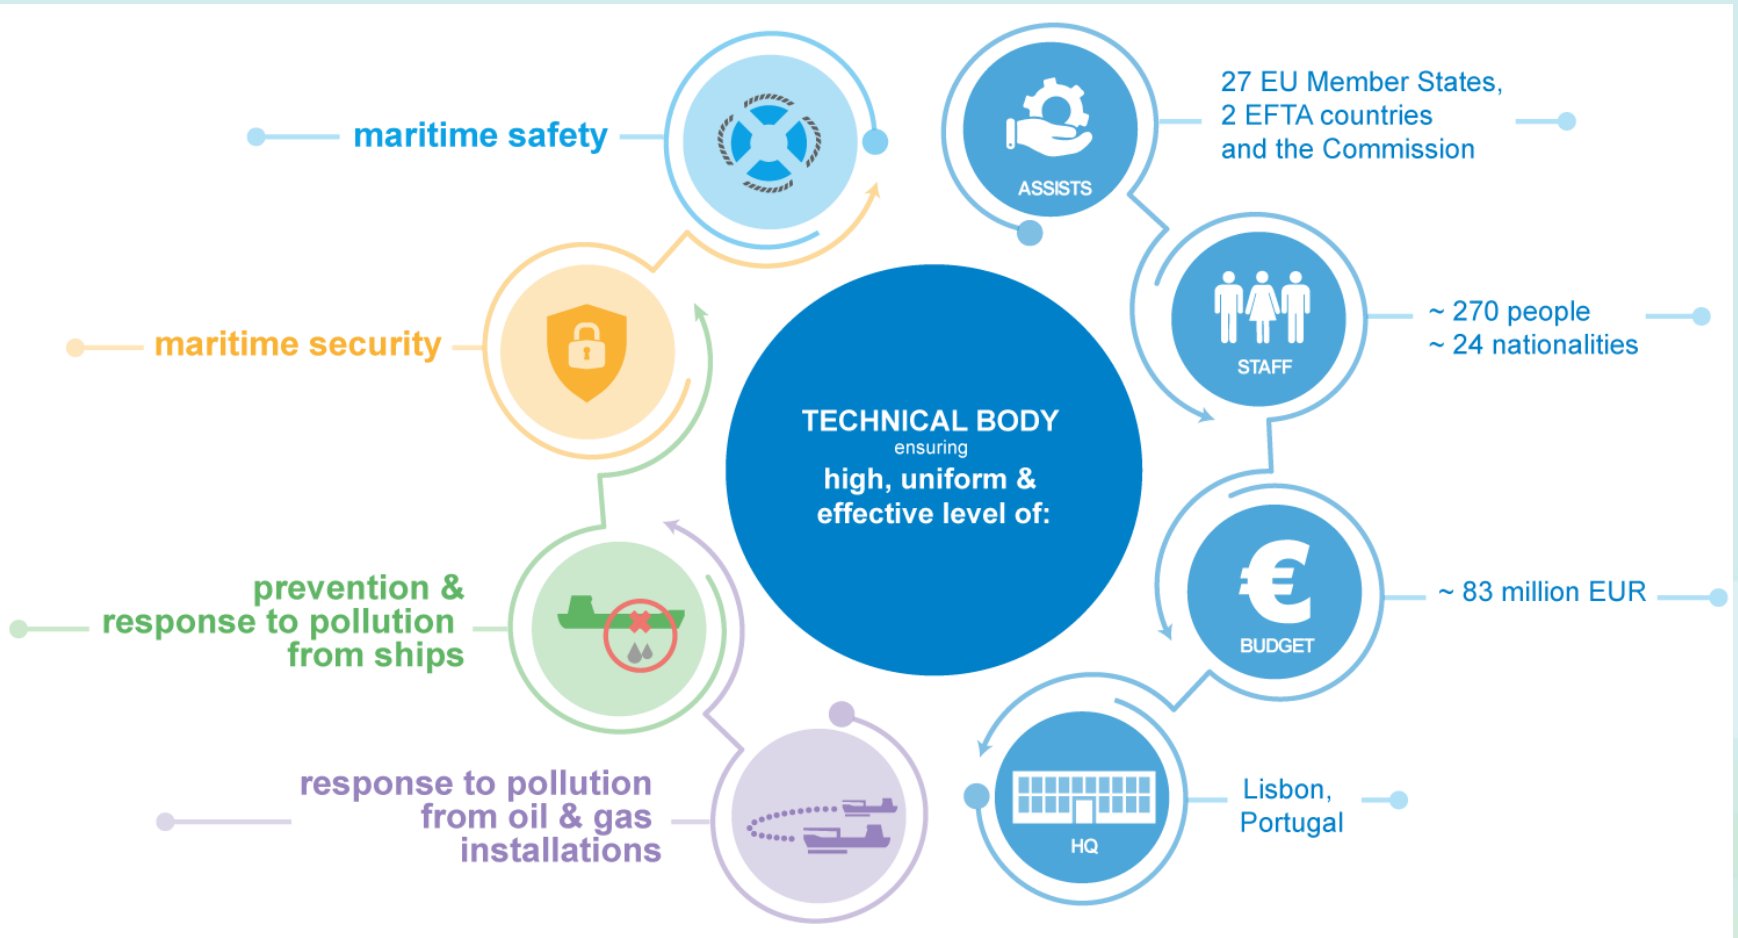 maritime safety
maritime security
prevention &
response to pollution
from ships
response to pollution
from oil & gas
installations
TECHNICAL BODY
ensuring
high, uniform &
effective level of:
ASSISTS
27 EU Member States,
2 EFTA countries
and the Commission
STAFF
~ 270 people
~ 24 nationalities
€
BUDGET
~ 83 million EUR
HQ
Lisbon,
Portugal